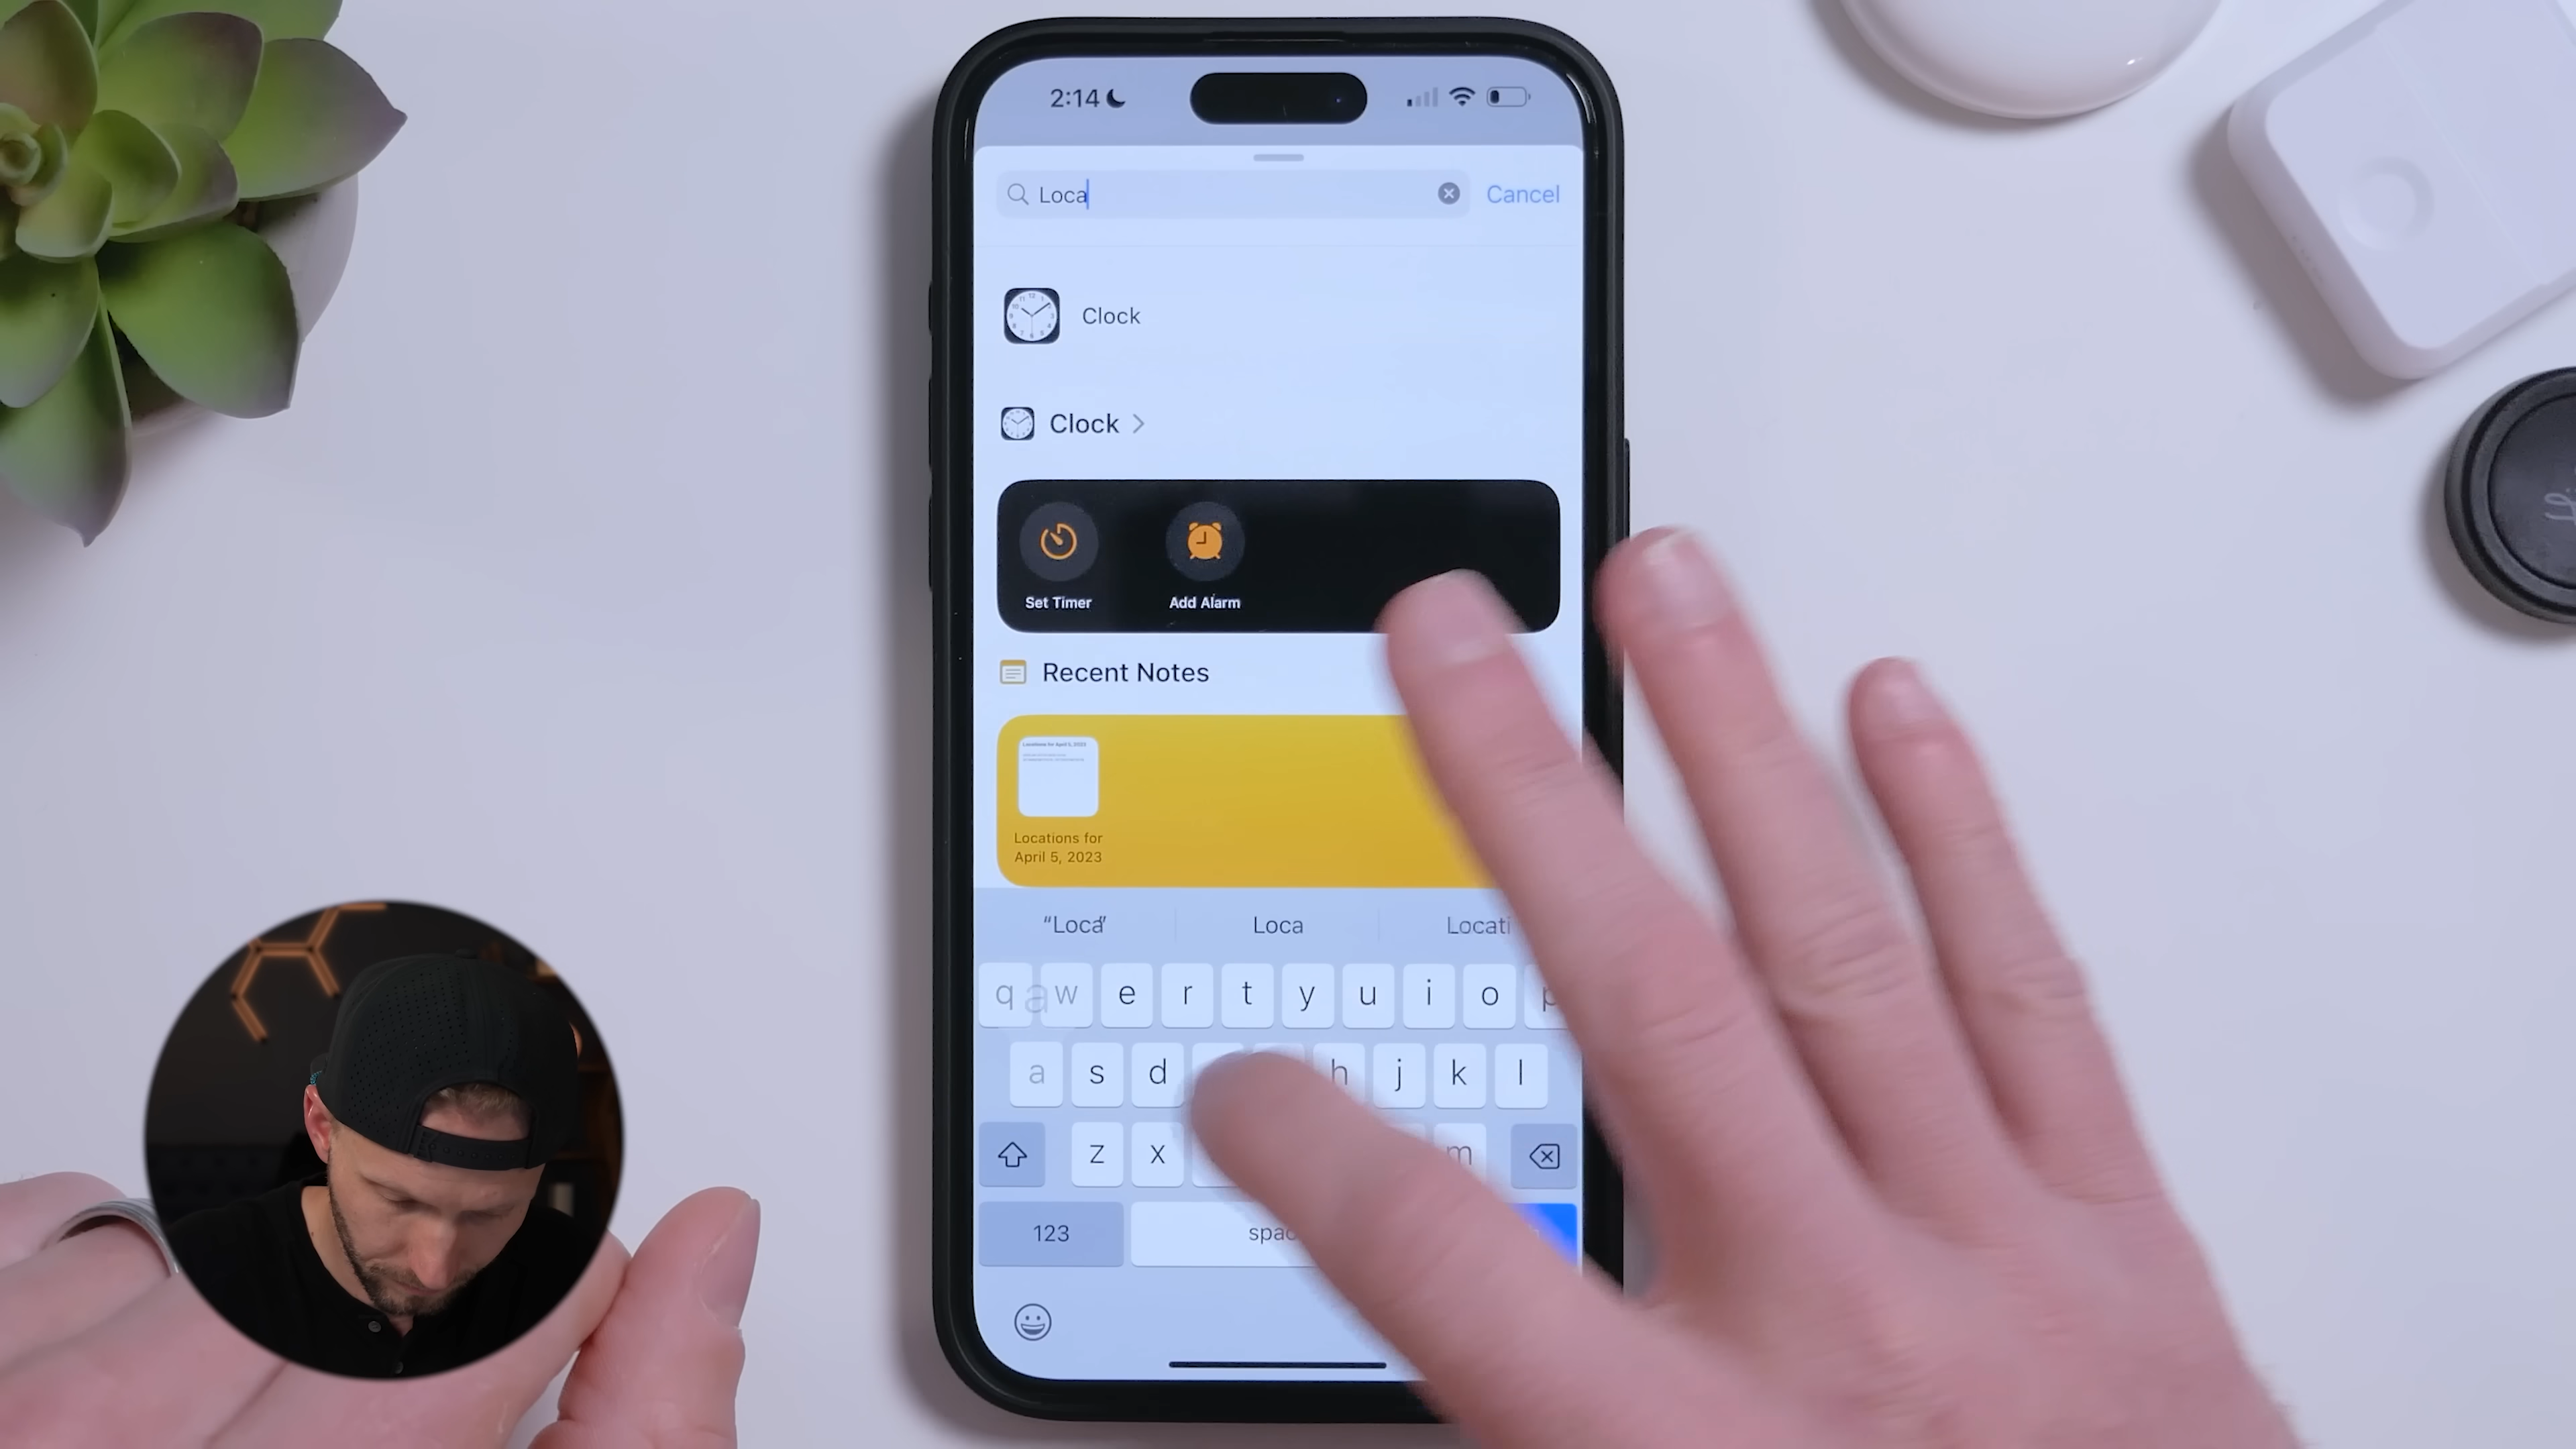 2:14
Loca
Cancel
Clock
Clock
Set Timer
Add Alarm
Recent Notes
Locations for April 5, 2023
Locations for
April 5, 2023
“Loca”
Loca
Locati
q w e r t y u i o p
a
a s d h j k l
z x m
123
spac